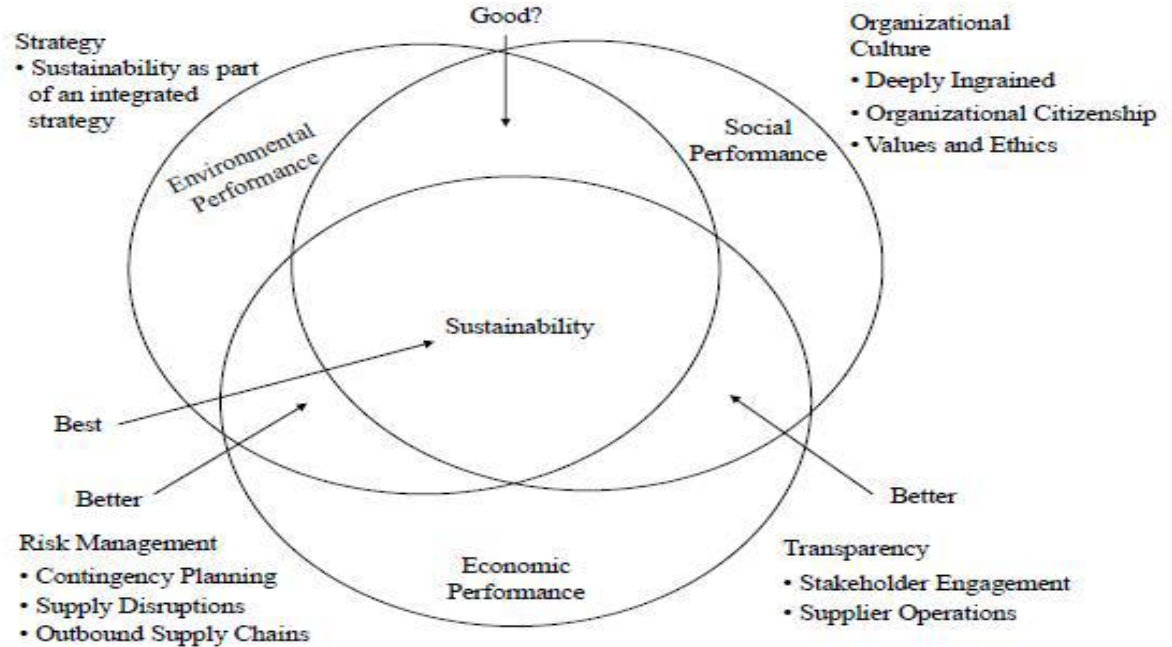 Good?
Strategy
• Sustainability as part
of an integrated
strategy
Organizational
Culture
• Deeply Ingrained
• Organizational Citizenship
• Values and Ethics
Environmental
Performance
Social
Performance
Sustainability
Best
Better
Better
Risk Management
• Contingency Planning
• Supply Disruptions
• Outbound Supply Chains
Economic
Performance
Transparency
• Stakeholder Engagement
• Supplier Operations